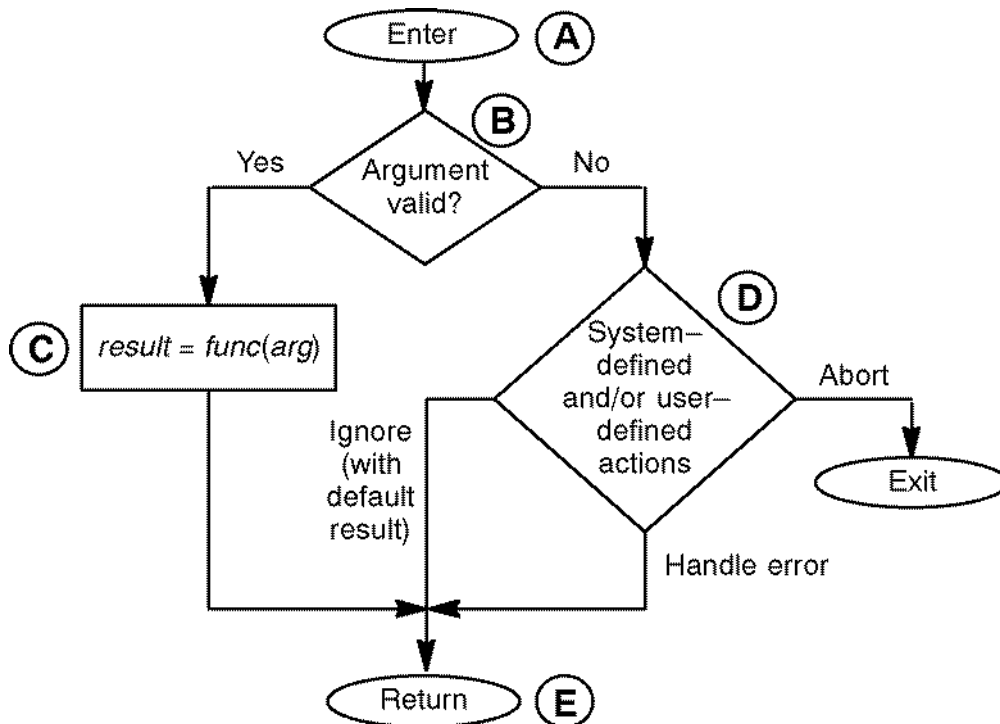 Enter
A
B
Yes
Argument
valid?
No
D
C
result = func(arg)
System–
defined
and/or user–
defined
actions
Abort
Ignore
(with
default
result)
Exit
Handle error
Return
E